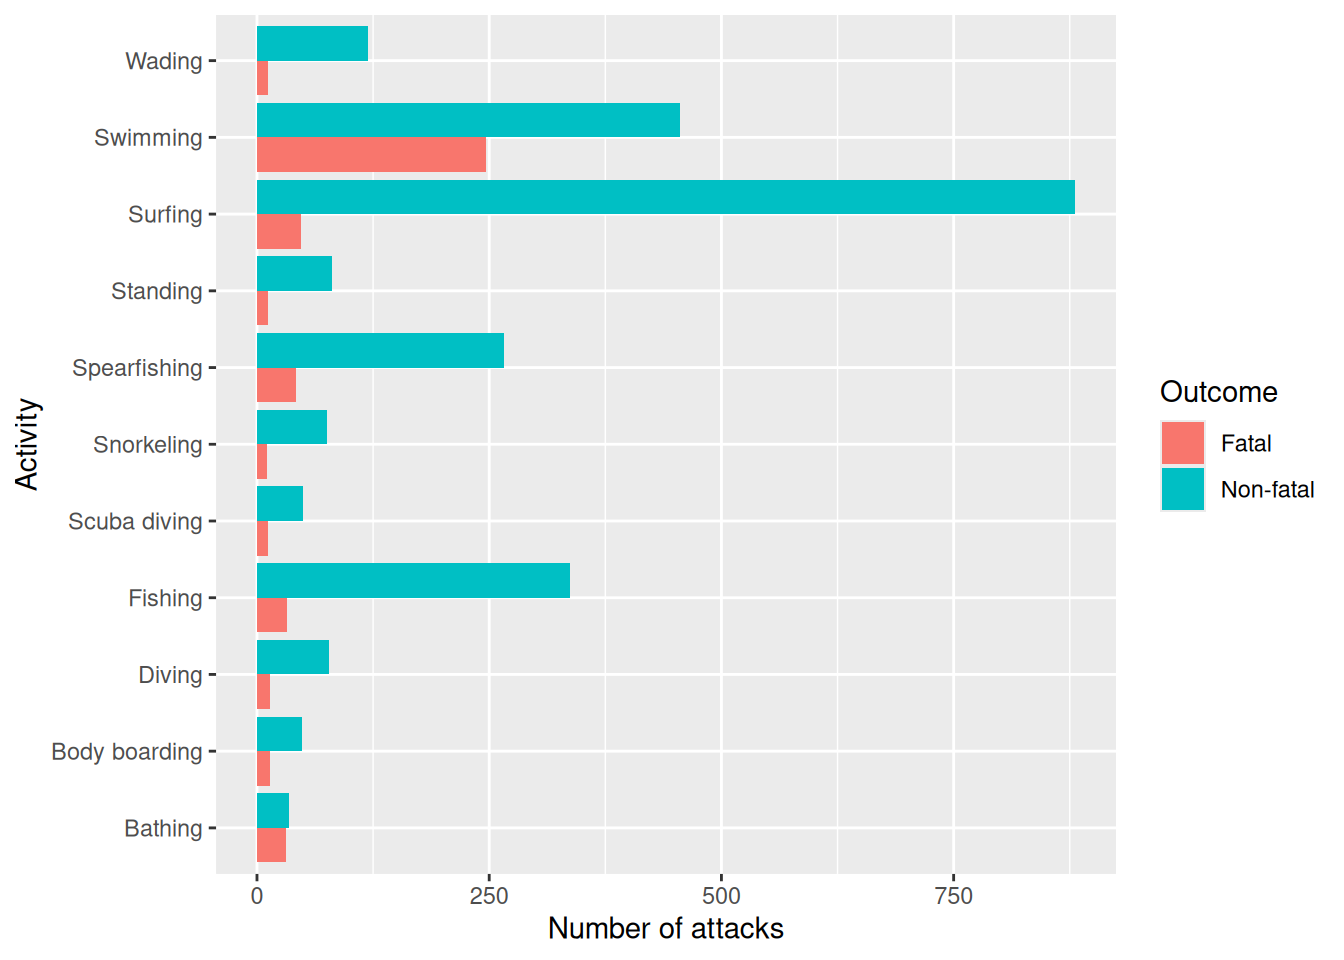 Wading
Swimming
Surfing
Standing
Spearfishing
Snorkeling
Scuba diving
Fishing
Diving
Body boarding
Bathing
Activity
0 250 500 750
Number of attacks
Outcome
Fatal
Non-fatal